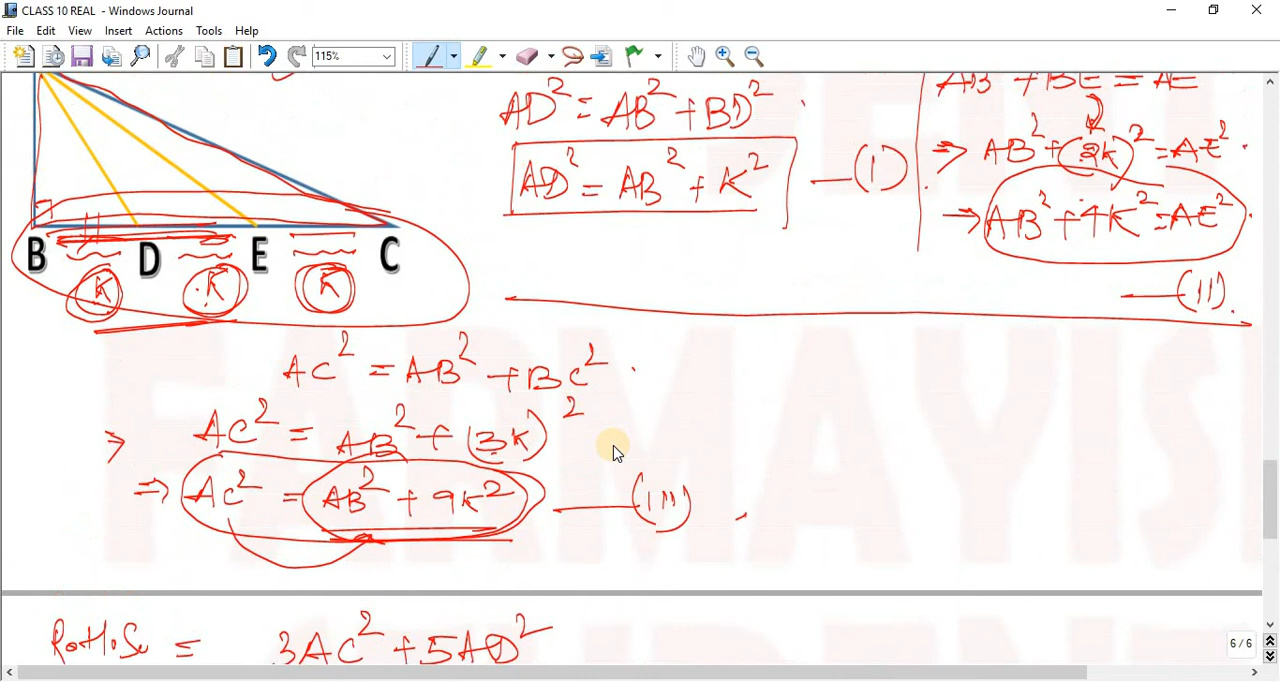 CLASS 10 REAL - Windows Journal
File Edit View Insert Actions Tools Help
115%
B D E C
K K K
AD² = AB² + BD²
AD² = AB² + K² —(I)
AB² + BE² = AE²
⇒ AB² + (2K)² = AE²
⇒ AB² + 4K² = AE²
—(II)
AC² = AB² + BC²
⇒ AC² = AB² + (3K)²
⇒ AC² = AB² + 9K² —(III)
= 3AC² + 5AD²
6 / 6